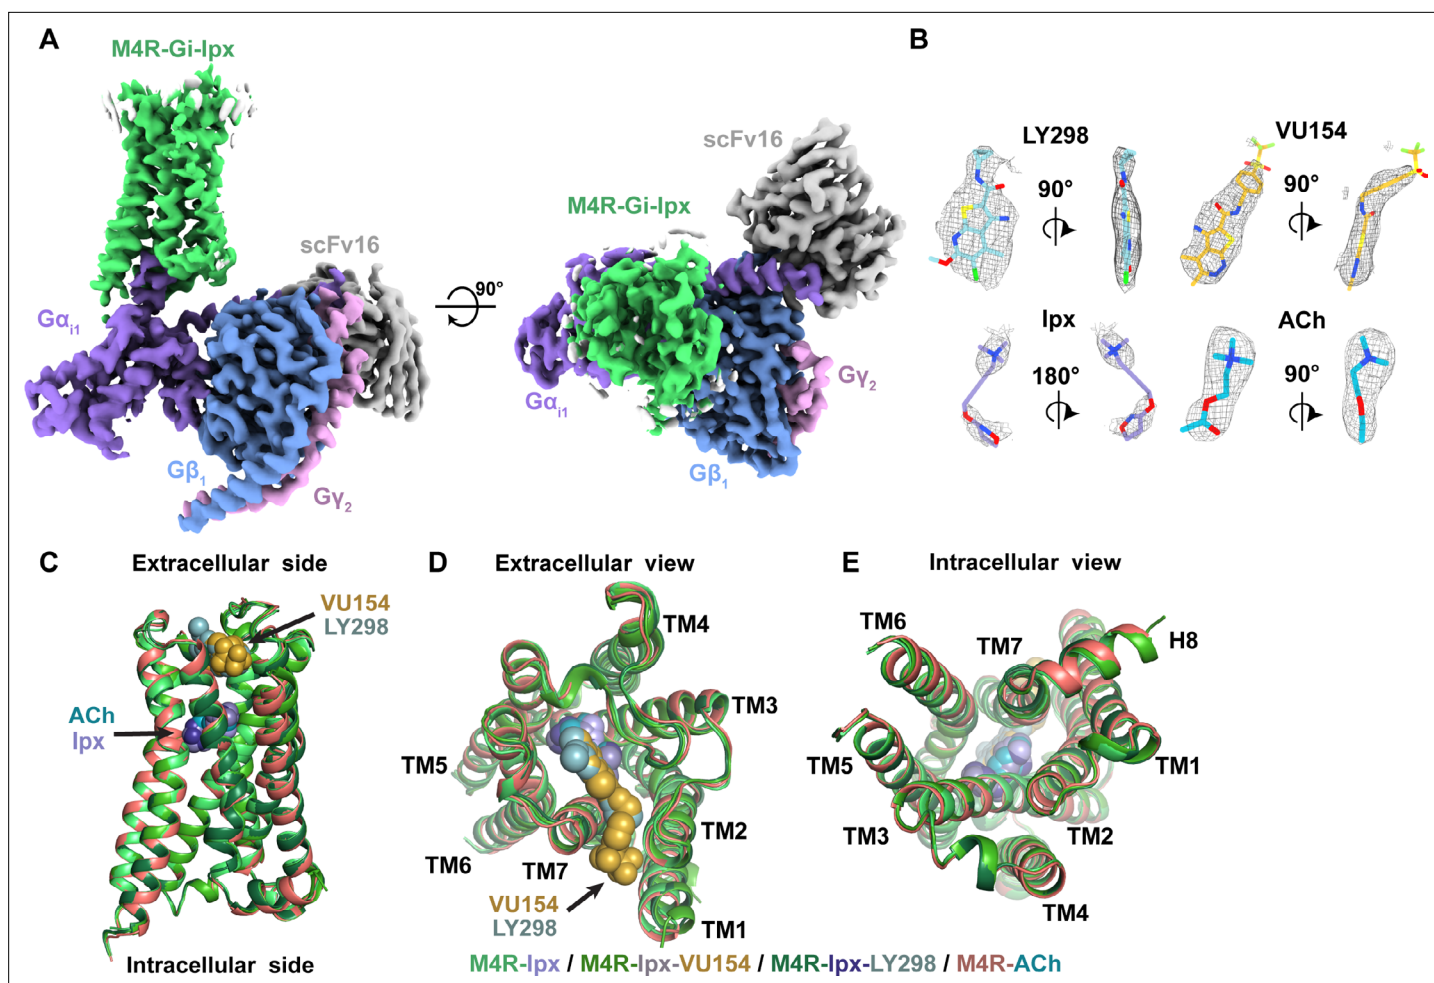 A
M4R-Gi-Ipx
scFv16
Gαi1
Gβ1
Gγ2
90°
scFv16
M4R-Gi-Ipx
Gαi1
Gγ2
Gβ1
B
LY298
90°
VU154
90°
Ipx
180°
ACh
90°
C
Extracellular side
VU154
LY298
ACh
Ipx
Intracellular side
D
Extracellular view
TM4
TM3
TM5
TM2
TM6
TM7
VU154
LY298
TM1
E
Intracellular view
TM6
TM7
H8
TM5
TM1
TM3
TM2
TM4
M4R-Ipx / M4R-Ipx-VU154 / M4R-Ipx-LY298 / M4R-ACh